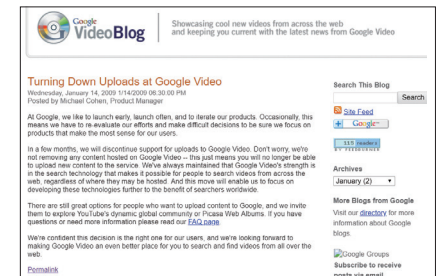 Google
VideoBlog
Showcasing cool new videos from across the web
and keeping you current with the latest news from Google Video
Turning Down Uploads at Google Video
Wednesday, January 14, 2009 1/14/2009 06:30:00 PM
Posted by Michael Cohen, Product Manager
At Google, we like to launch early, launch often, and to iterate our products. Occasionally, this
means we have to re-evaluate our efforts and make difficult decisions to be sure we focus on
products that make the most sense for our users.
In a few months, we will discontinue support for uploads to Google Video. Don't worry, we're
not removing any content hosted on Google Video -- this just means you will no longer be able
to upload new content to the service. We've always maintained that Google Video's strength is
in the search technology that makes it possible for people to search videos from across the
web, regardless of where they may be hosted. And this move will enable us to focus on
developing these technologies further to the benefit of searchers worldwide.
There are still great options for people who want to upload content to Google, and we invite
them to explore YouTube's dynamic global community or Picasa Web Albums. If you have
questions or need more information please read our FAQ page.
We're confident this decision is the right one for our users, and we're looking forward to
making Google Video an even better place for you to search and find videos from all over the
web.
Permalink
Search This Blog
Search
Site Feed
+ Google
115 readers
Archives
January (2)
More Blogs from Google
Visit our directory for more
information about Google
blogs.
Google Groups
Subscribe to receive
posts via email